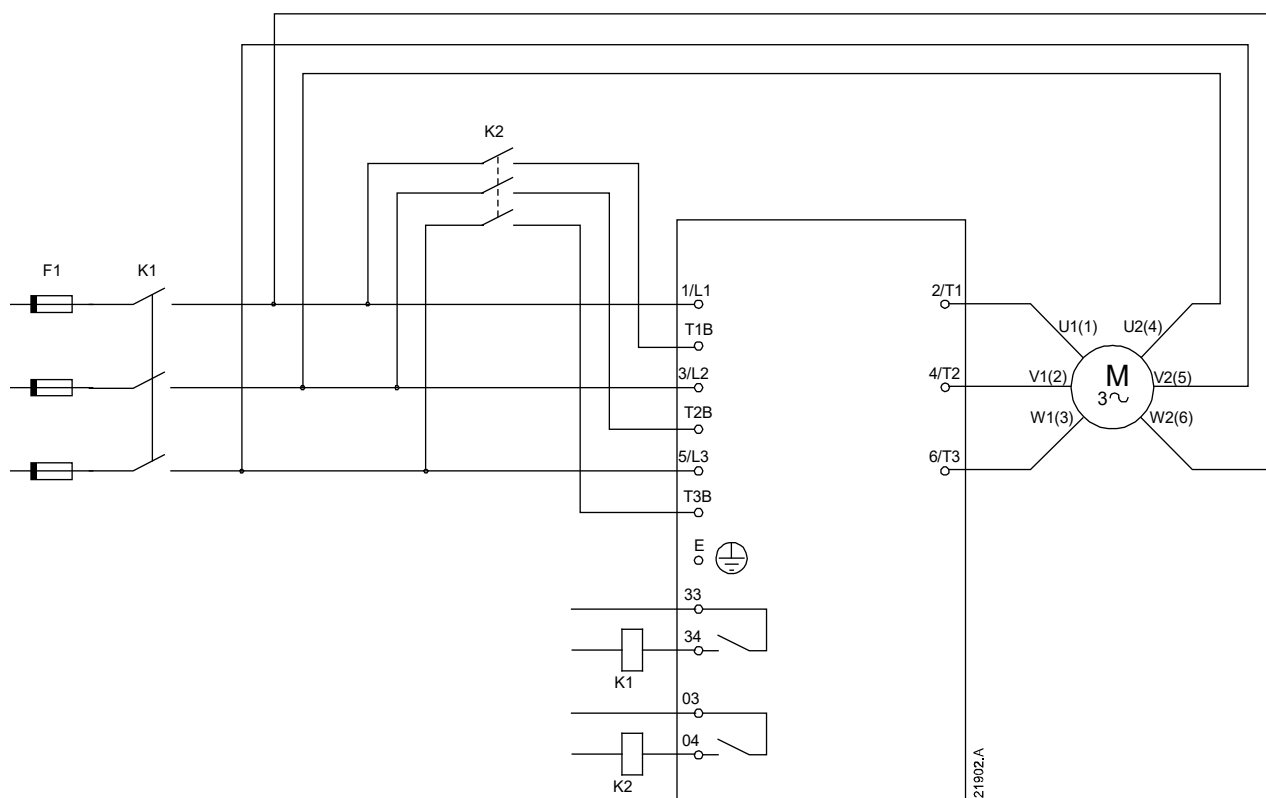 K2
F1
K1
1/L1
2/T1
U1(1)
U2(4)
T1B
3/L2
4/T2
V1(2)
M
3~
V2(5)
W1(3)
W2(6)
T2B
5/L3
6/T3
T3B
E
33
34
K1
03
04
K2
21902.A